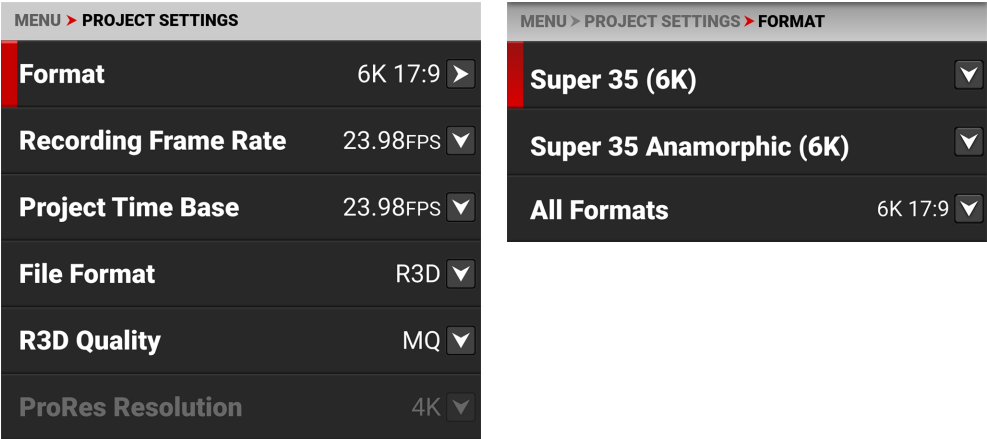 MENU PROJECT SETTINGS
Format 6K 17:9
Recording Frame Rate 23.98FPS
Project Time Base 23.98FPS
File Format R3D
R3D Quality MQ
ProRes Resolution 4K
MENU PROJECT SETTINGS FORMAT
Super 35 (6K)
Super 35 Anamorphic (6K)
All Formats 6K 17:9